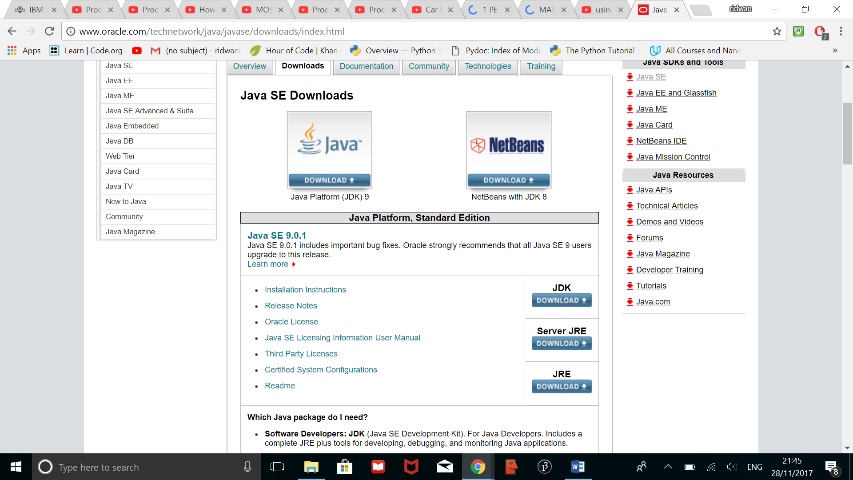 IBM
Proc
Proc
How
MOS
Proc
Proc
Car S
1 PE
MAT
using
Java
ridwan
www.oracle.com/technetwork/java/javase/downloads/index.html
Apps
Learn | Code.org
(no subject) - ridwan
Hour of Code | Khan
Overview — Python
Pydoc: Index of Mod
The Python Tutorial
All Courses and Nano
Java SE
Java EE
Java ME
Java SE Advanced & Suite
Java Embedded
Java DB
Web Tier
Java Card
Java TV
New to Java
Community
Java Magazine
Overview
Downloads
Documentation
Community
Technologies
Training
Java SE Downloads
Java™
DOWNLOAD
Java Platform (JDK) 9
NetBeans
DOWNLOAD
NetBeans with JDK 8
Java Platform, Standard Edition
Java SE 9.0.1
Java SE 9.0.1 includes important bug fixes. Oracle strongly recommends that all Java SE 9 users
upgrade to this release.
Learn more
Installation Instructions
Release Notes
Oracle License
Java SE Licensing Information User Manual
Third Party Licenses
Certified System Configurations
Readme
JDK
DOWNLOAD
Server JRE
DOWNLOAD
JRE
DOWNLOAD
Which Java package do I need?
Software Developers: JDK (Java SE Development Kit). For Java Developers. Includes a
complete JRE plus tools for developing, debugging, and monitoring Java applications.
Java SDKs and Tools
Java SE
Java EE and Glassfish
Java ME
Java Card
NetBeans IDE
Java Mission Control
Java Resources
Java APIs
Technical Articles
Demos and Videos
Forums
Java Magazine
Developer Training
Tutorials
Java.com
Type here to search
ENG
21:45
28/11/2017